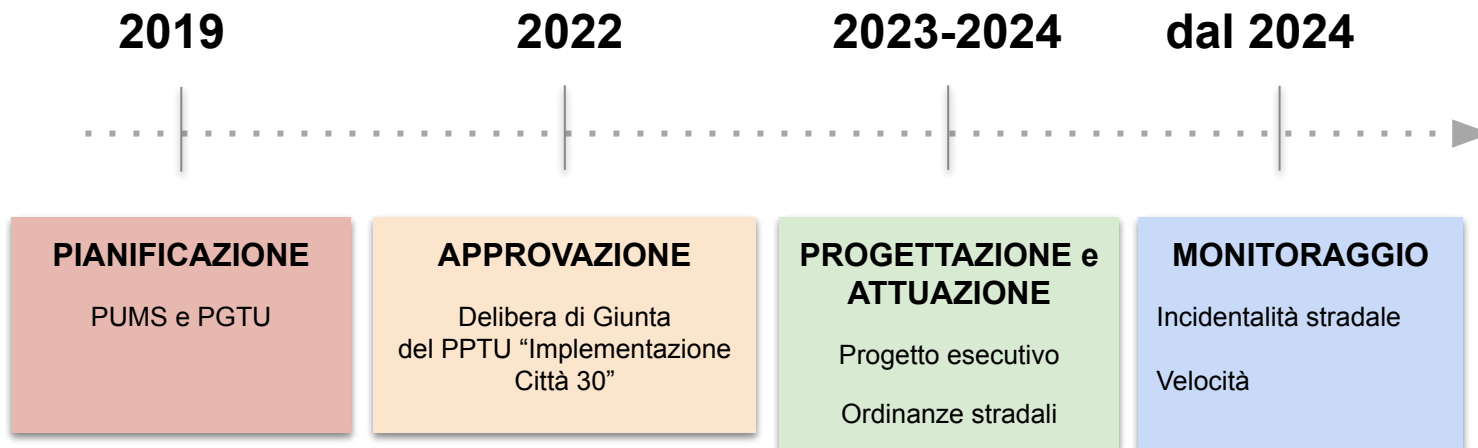 2019
2022
2023-2024
dal 2024
PIANIFICAZIONE
PUMS e PGTU
APPROVAZIONE
Delibera di Giunta
del PPTU “Implementazione
Città 30”
PROGETTAZIONE e
ATTUAZIONE
Progetto esecutivo
Ordinanze stradali
MONITORAGGIO
Incidentalità stradale
Velocità